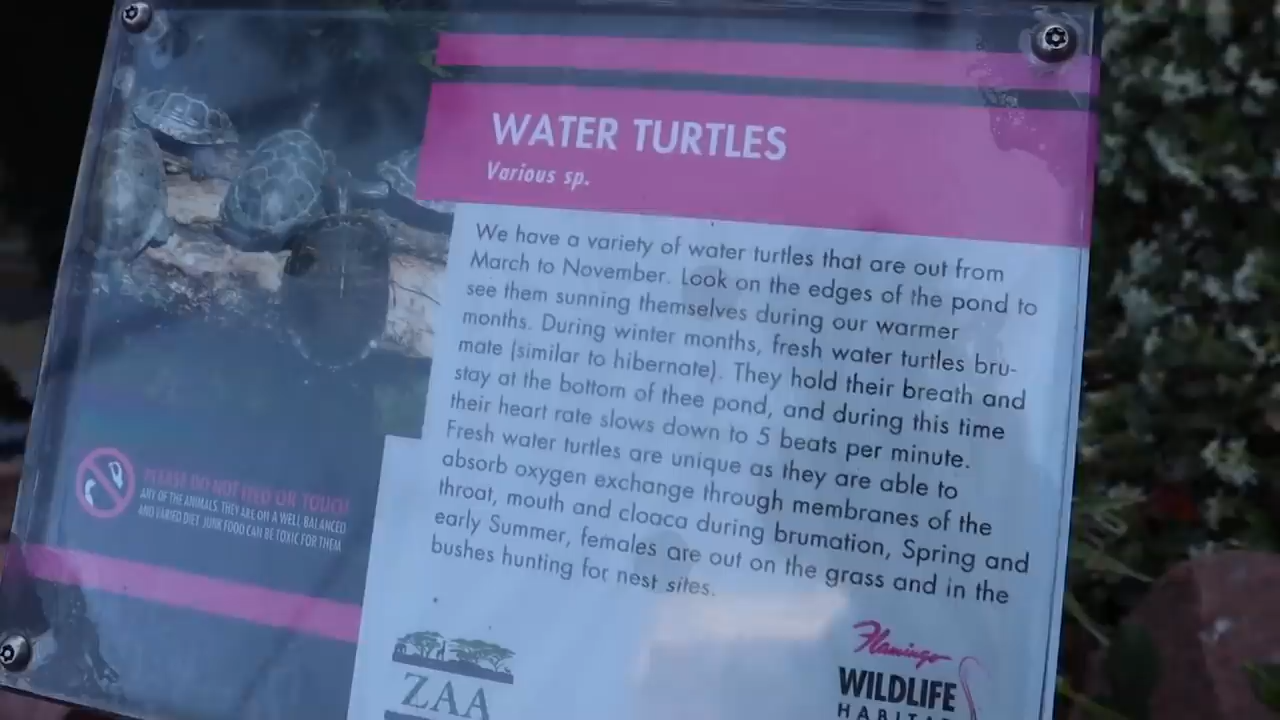 WATER TURTLES
Various sp.
We have a variety of water turtles that are out from
March to November. Look on the edges of the pond to
see them sunning themselves during our warmer
months. During winter months, fresh water turtles bru-
mate (similar to hibernate). They hold their breath and
stay at the bottom of thee pond, and during this time
their heart rate slows down to 5 beats per minute.
Fresh water turtles are unique as they are able to
absorb oxygen exchange through membranes of the
throat, mouth and cloaca during brumation, Spring and
early Summer, females are out on the grass and in the
bushes hunting for nest sites.
PLEASE DO NOT FEED OR TOUCH
ANY OF THE ANIMALS. THEY ARE ON A WELL BALANCED
AND VARIED DIET. JUNK FOOD CAN BE TOXIC FOR THEM
ZAA
Flamingo
WILDLIFE